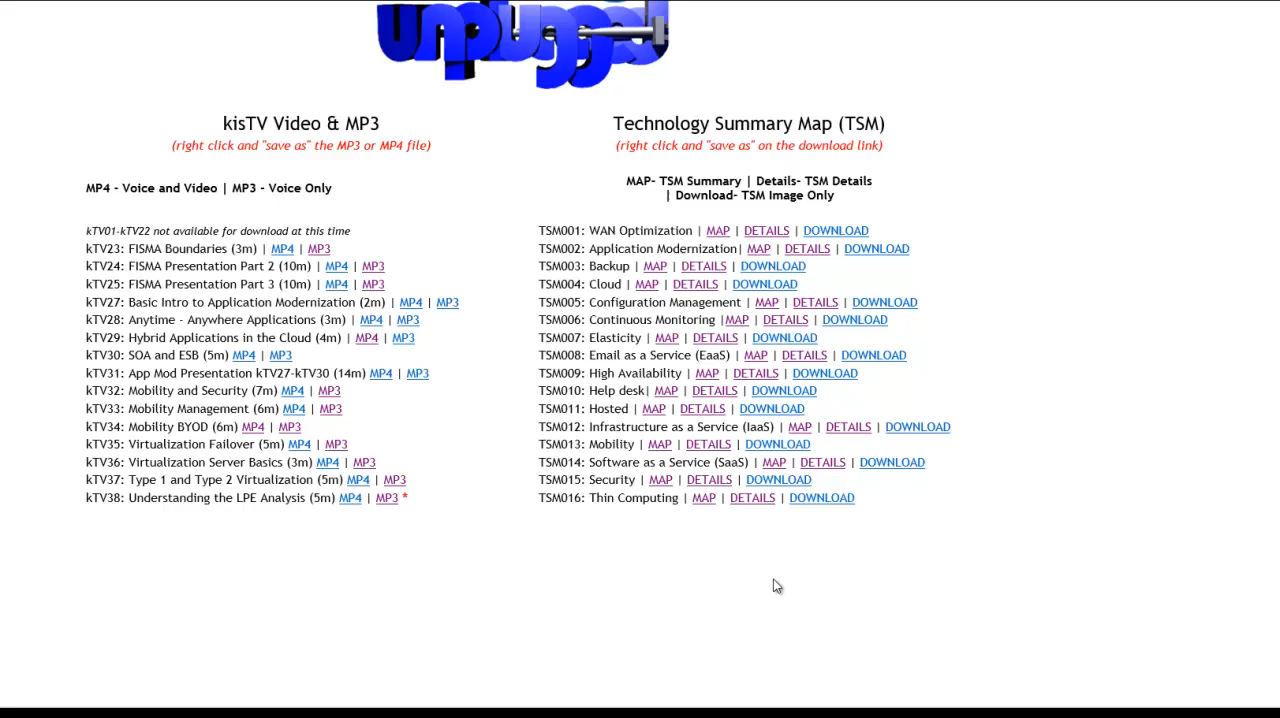 unplugged
kisTV Video & MP3
(right click and "save as" the MP3 or MP4 file)
MP4 - Voice and Video | MP3 - Voice Only
kTV01-kTV22 not available for download at this time
kTV23: FISMA Boundaries (3m) | MP4 | MP3
kTV24: FISMA Presentation Part 2 (10m) | MP4 | MP3
kTV25: FISMA Presentation Part 3 (10m) | MP4 | MP3
kTV27: Basic Intro to Application Modernization (2m) | MP4 | MP3
kTV28: Anytime - Anywhere Applications (3m) | MP4 | MP3
kTV29: Hybrid Applications in the Cloud (4m) | MP4 | MP3
kTV30: SOA and ESB (5m) MP4 | MP3
kTV31: App Mod Presentation kTV27-kTV30 (14m) MP4 | MP3
kTV32: Mobility and Security (7m) MP4 | MP3
kTV33: Mobility Management (6m) MP4 | MP3
kTV34: Mobility BYOD (6m) MP4 | MP3
kTV35: Virtualization Failover (5m) MP4 | MP3
kTV36: Virtualization Server Basics (3m) MP4 | MP3
kTV37: Type 1 and Type 2 Virtualization (5m) MP4 | MP3
kTV38: Understanding the LPE Analysis (5m) MP4 | MP3 *
Technology Summary Map (TSM)
(right click and "save as" on the download link)
MAP- TSM Summary | Details- TSM Details
| Download- TSM Image Only
TSM001: WAN Optimization | MAP | DETAILS | DOWNLOAD
TSM002: Application Modernization| MAP | DETAILS | DOWNLOAD
TSM003: Backup | MAP | DETAILS | DOWNLOAD
TSM004: Cloud | MAP | DETAILS | DOWNLOAD
TSM005: Configuration Management | MAP | DETAILS | DOWNLOAD
TSM006: Continuous Monitoring |MAP | DETAILS | DOWNLOAD
TSM007: Elasticity | MAP | DETAILS | DOWNLOAD
TSM008: Email as a Service (EaaS) | MAP | DETAILS | DOWNLOAD
TSM009: High Availability | MAP | DETAILS | DOWNLOAD
TSM010: Help desk| MAP | DETAILS | DOWNLOAD
TSM011: Hosted | MAP | DETAILS | DOWNLOAD
TSM012: Infrastructure as a Service (IaaS) | MAP | DETAILS | DOWNLOAD
TSM013: Mobility | MAP | DETAILS | DOWNLOAD
TSM014: Software as a Service (SaaS) | MAP | DETAILS | DOWNLOAD
TSM015: Security | MAP | DETAILS | DOWNLOAD
TSM016: Thin Computing | MAP | DETAILS | DOWNLOAD